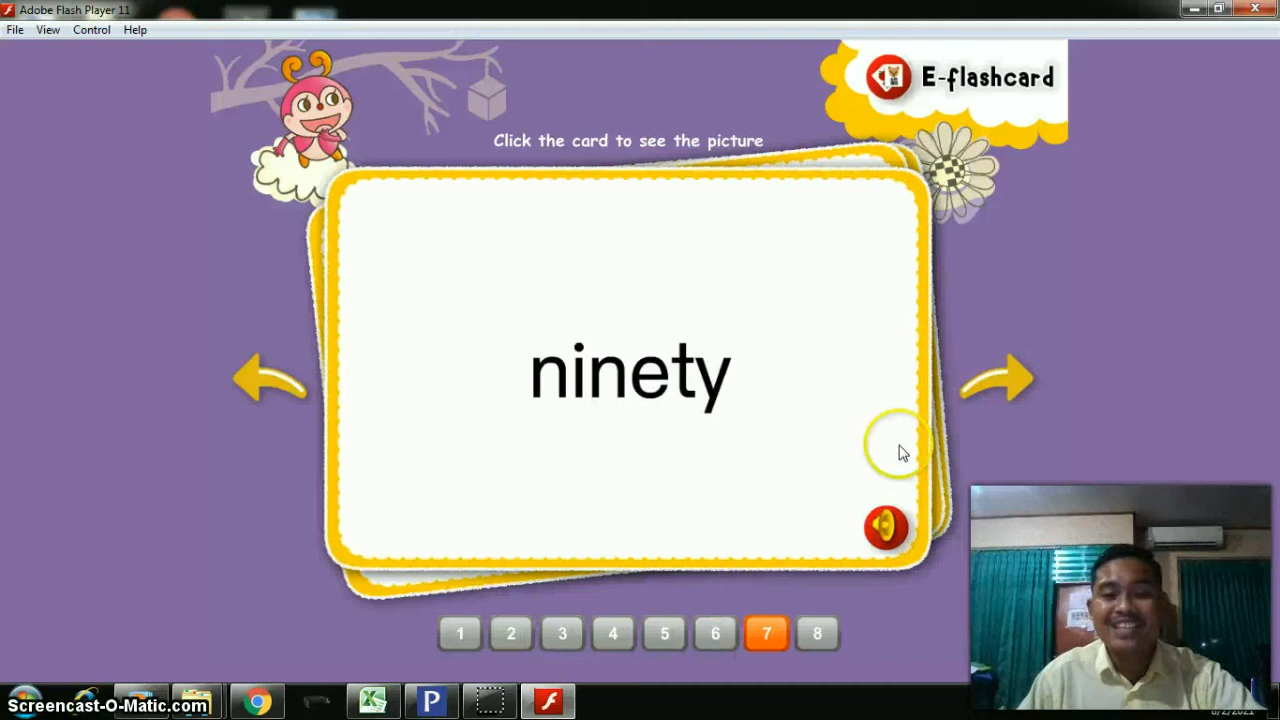 Adobe Flash Player 11
File View Control Help
E-flashcard
Click the card to see the picture
ninety
1 2 3 4 5 6 7 8
P
Screencast-O-Matic.com